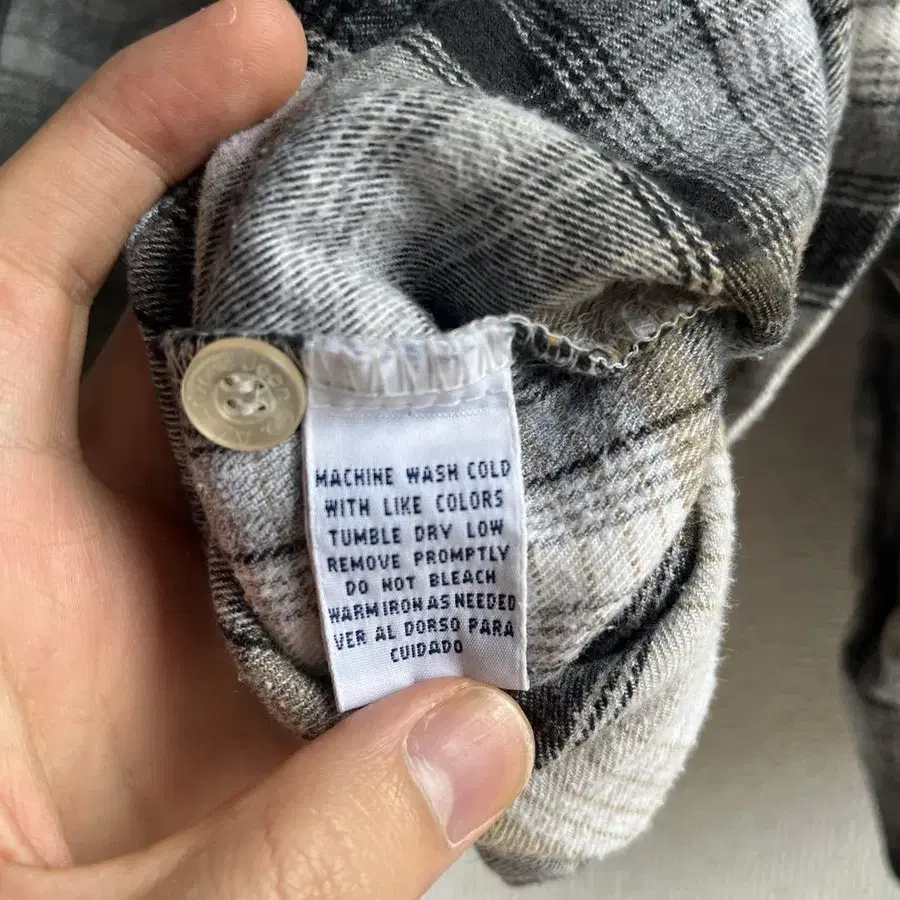 MACHINE WASH COLD
WITH LIKE COLORS
TUMBLE DRY LOW
REMOVE PROMPTLY
DO NOT BLEACH
WARM IRON AS NEEDED
VER AL DORSO PARA
CUIDADO